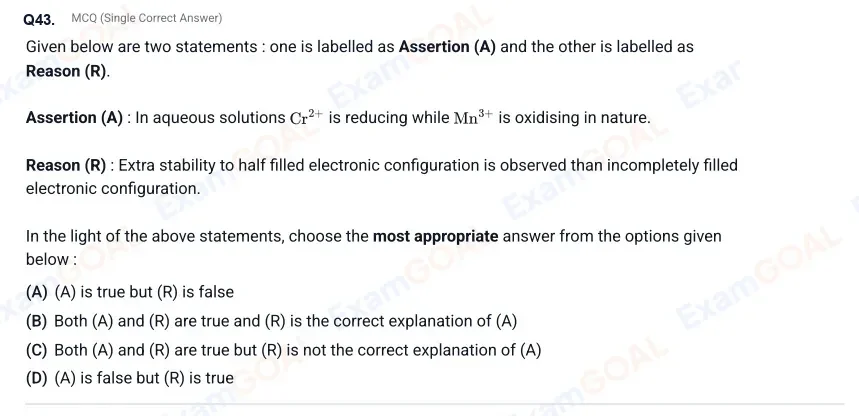 Q43. MCQ (Single Correct Answer)
Given below are two statements : one is labelled as Assertion (A) and the other is labelled as
Reason (R).
Assertion (A) : In aqueous solutions Cr²⁺ is reducing while Mn³⁺ is oxidising in nature.
Reason (R) : Extra stability to half filled electronic configuration is observed than incompletely filled
electronic configuration.
In the light of the above statements, choose the most appropriate answer from the options given
below :
(A) (A) is true but (R) is false
(B) Both (A) and (R) are true and (R) is the correct explanation of (A)
(C) Both (A) and (R) are true but (R) is not the correct explanation of (A)
(D) (A) is false but (R) is true